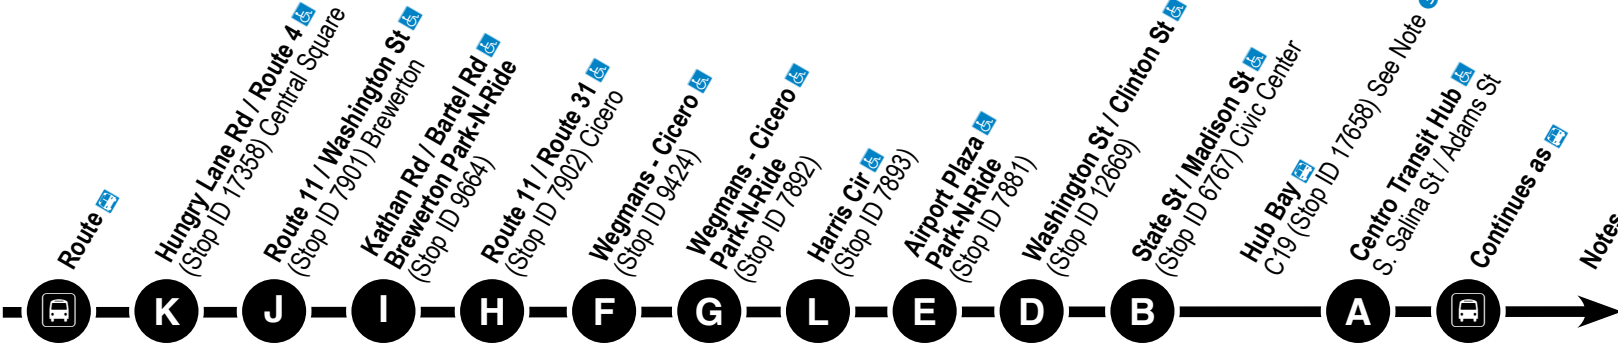 Route
Hungry Lane Rd / Route 4
(Stop ID 17358) Central Square
Route 11 / Washington St
(Stop ID 7901) Brewerton
Kathan Rd / Bartel Rd
Brewerton Park-N-Ride
(Stop ID 9664)
Route 11 / Route 31
(Stop ID 7902) Cicero
Wegmans - Cicero
(Stop ID 9424)
Wegmans - Cicero
Park-N-Ride
(Stop ID 7892)
Harris Cir
(Stop ID 7893)
Airport Plaza
Park-N-Ride
(Stop ID 7881)
Washington St / Clinton St
(Stop ID 12669)
State St / Madison St
(Stop ID 6767) Civic Center
Hub Bay
C19 (Stop ID 17658) See Note
Centro Transit Hub
S. Salina St / Adams St
Continues as
Notes
K J I H F G L E D B A